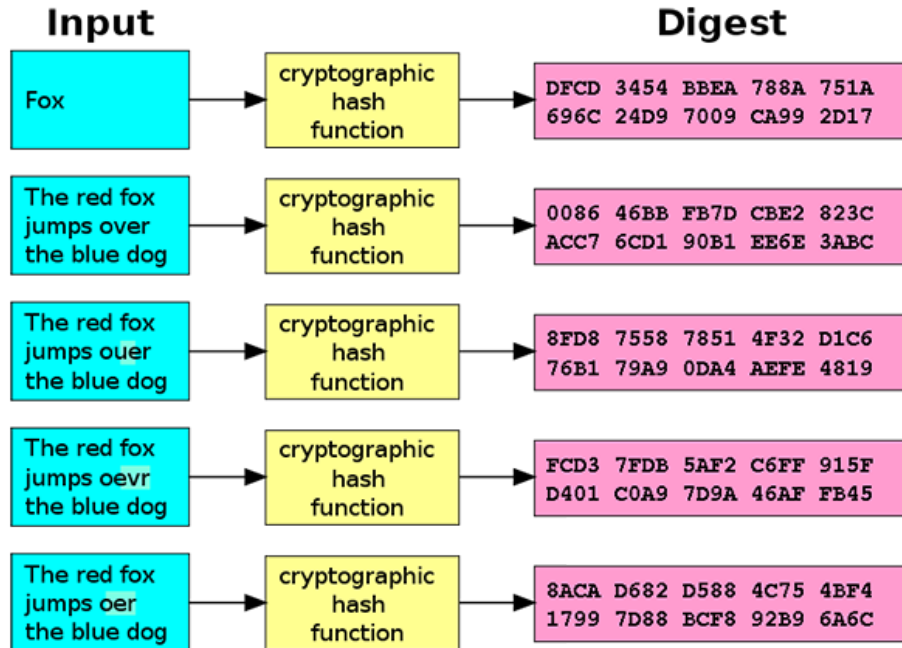 Input
Digest
Fox
cryptographic
hash
function
DFCD 3454 BBEA 788A 751A
696C 24D9 7009 CA99 2D17
The red fox
jumps over
the blue dog
cryptographic
hash
function
0086 46BB FB7D CBE2 823C
ACC7 6CD1 90B1 EE6E 3ABC
The red fox
jumps ouer
the blue dog
cryptographic
hash
function
8FD8 7558 7851 4F32 D1C6
76B1 79A9 0DA4 AEFE 4819
The red fox
jumps oevr
the blue dog
cryptographic
hash
function
FCD3 7FDB 5AF2 C6FF 915F
D401 C0A9 7D9A 46AF FB45
The red fox
jumps oer
the blue dog
cryptographic
hash
function
8ACA D682 D588 4C75 4BF4
1799 7D88 BCF8 92B9 6A6C